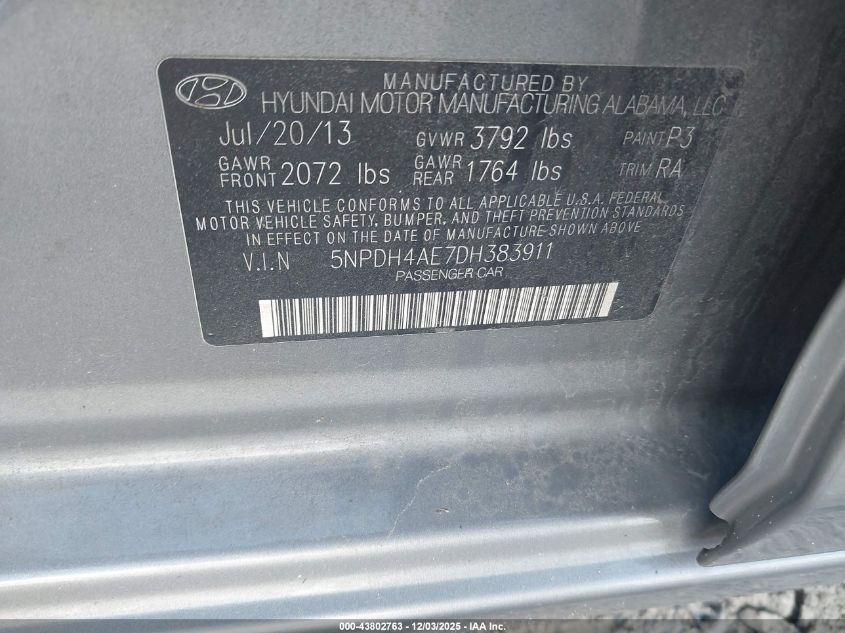 MANUFACTURED BY
HYUNDAI MOTOR MANUFACTURING ALABAMA, LLC
Jul/20/13 GVWR 3792 lbs PAINT P3
GAWR FRONT 2072 lbs GAWR REAR 1764 lbs TRIM RA
THIS VEHICLE CONFORMS TO ALL APPLICABLE U.S.A. FEDERAL
MOTOR VEHICLE SAFETY, BUMPER, AND THEFT PREVENTION STANDARDS
IN EFFECT ON THE DATE OF MANUFACTURE SHOWN ABOVE
V.I.N 5NPDH4AE7DH383911
PASSENGER CAR
000-43802763 - 12/03/2025 - IAA Inc.